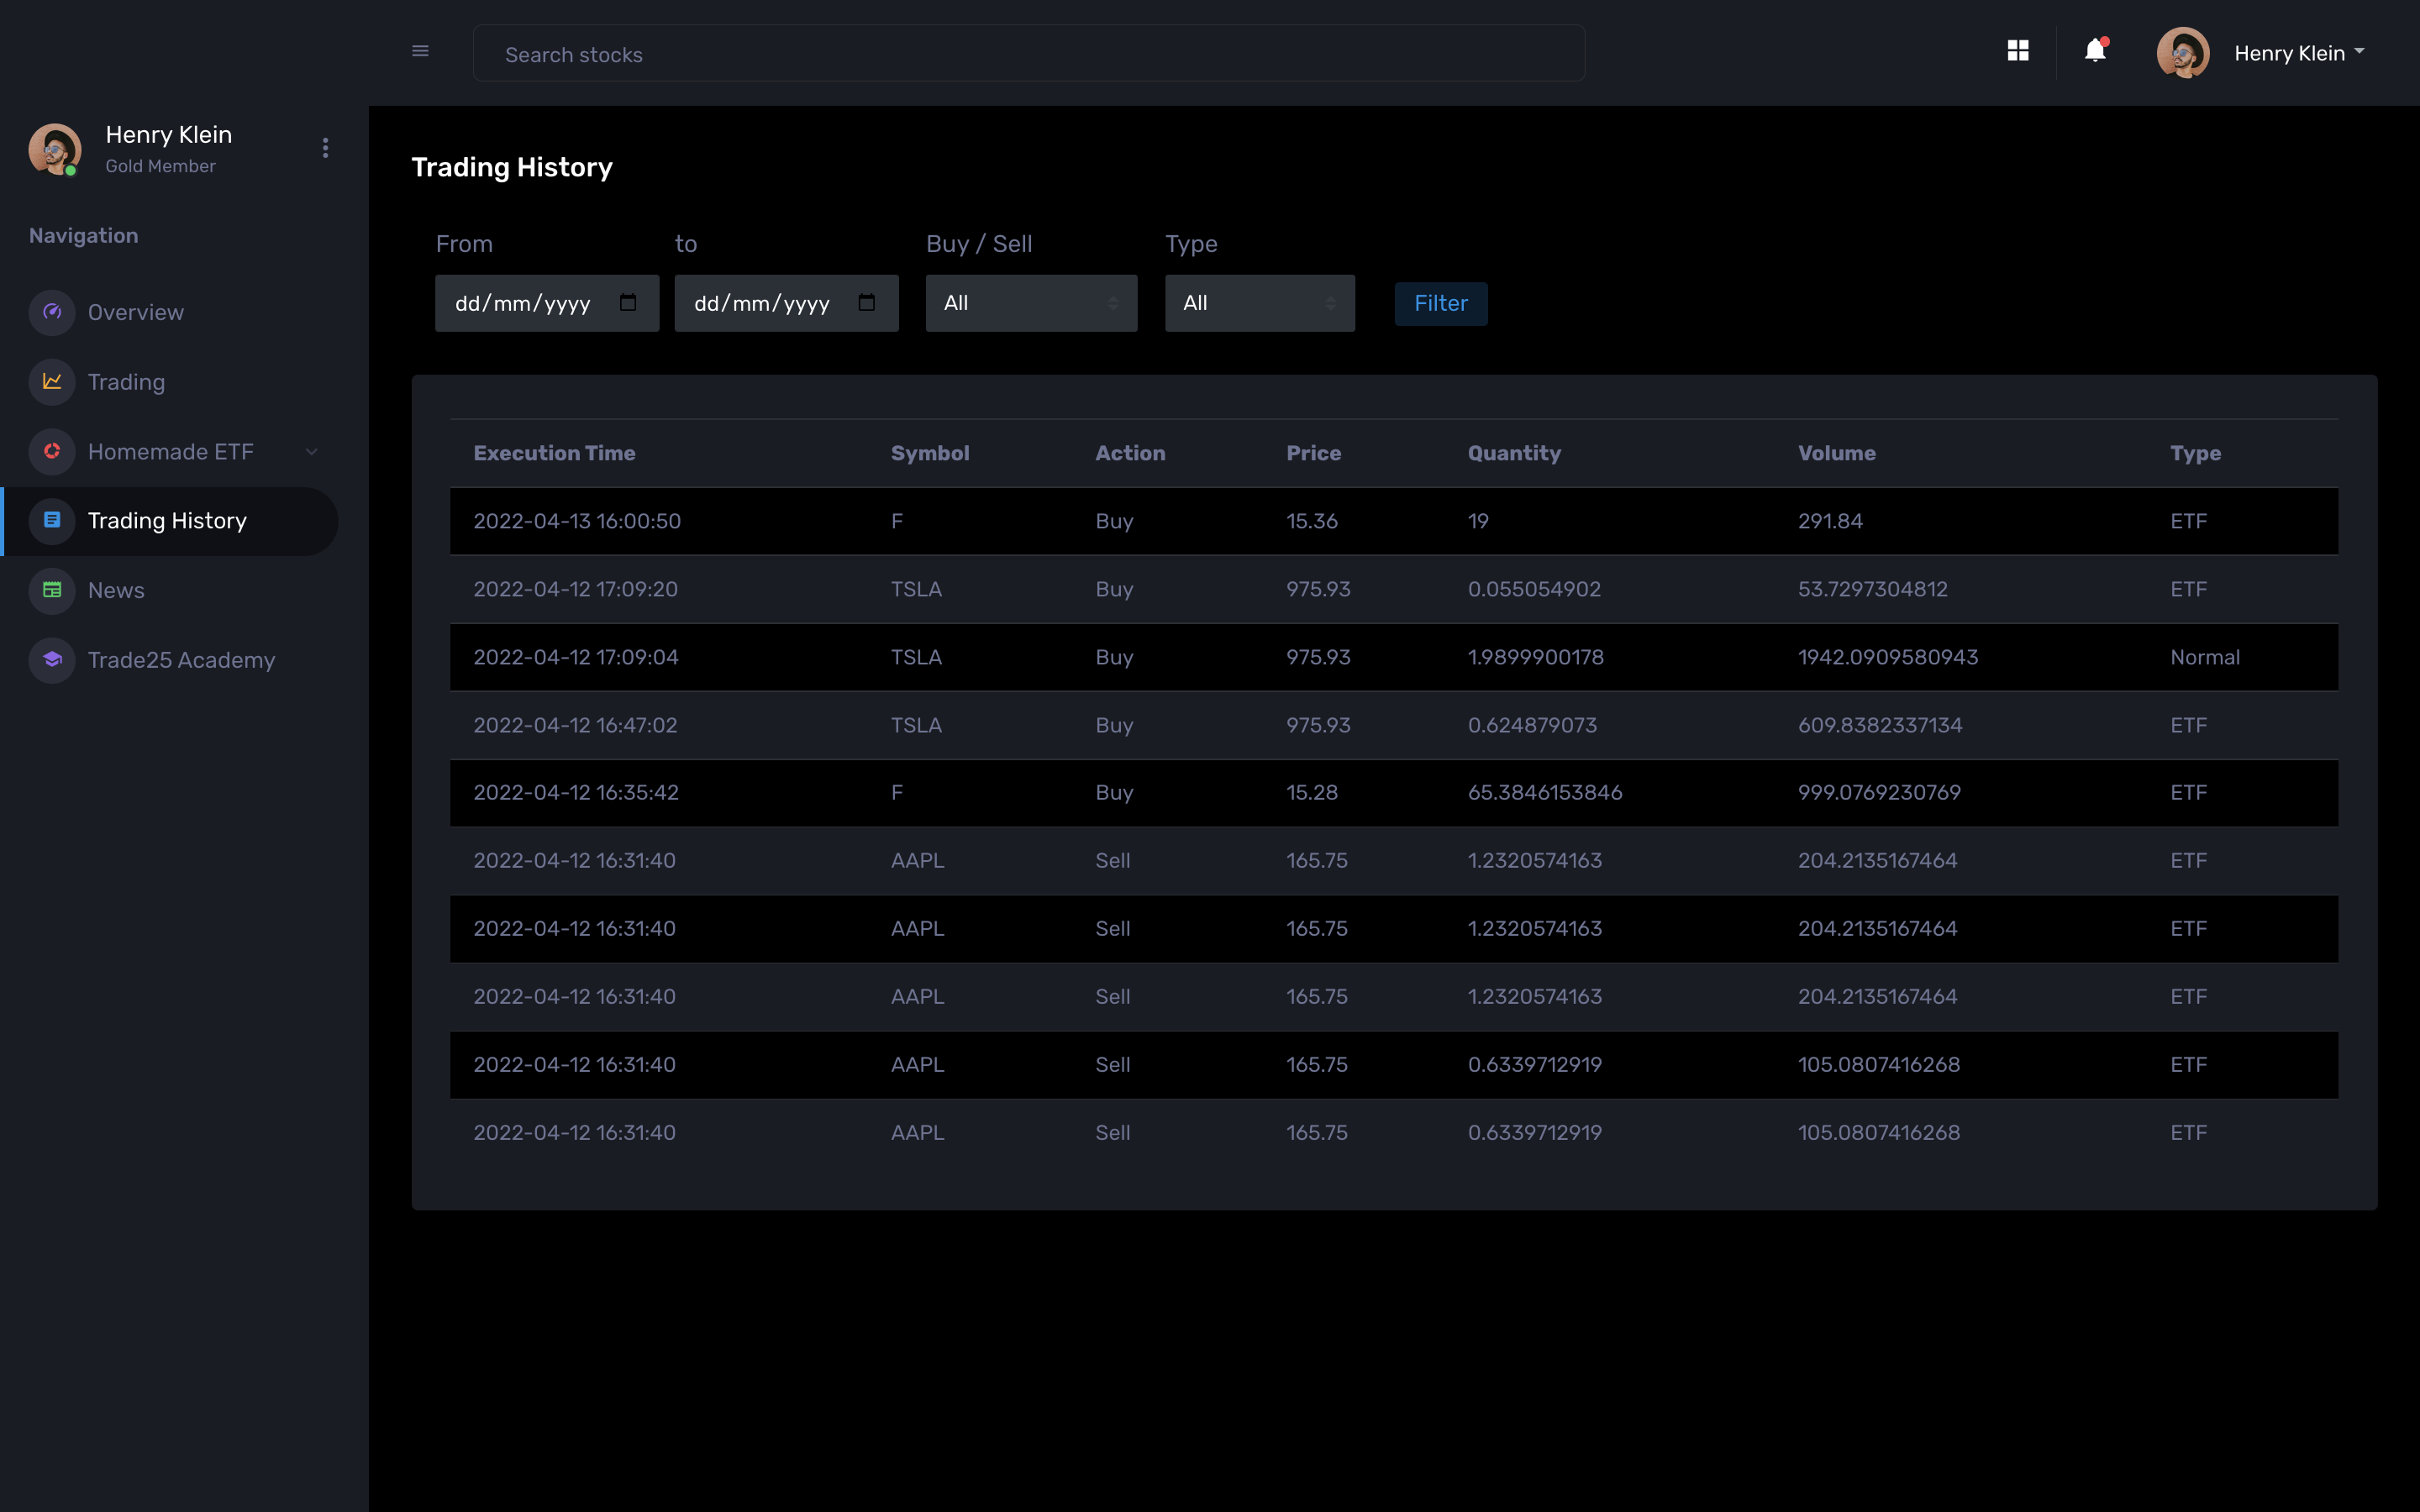 Search stocks
Henry Klein
Henry Klein
Gold Member
Navigation
Overview
Trading
Homemade ETF
Trading History
News
Trade25 Academy
Trading History
From to Buy / Sell Type
dd/mm/yyyy dd/mm/yyyy All All Filter
Execution Time Symbol Action Price Quantity Volume Type
2022-04-13 16:00:50 F Buy 15.36 19 291.84 ETF
2022-04-12 17:09:20 TSLA Buy 975.93 0.055054902 53.7297304812 ETF
2022-04-12 17:09:04 TSLA Buy 975.93 1.9899900178 1942.0909580943 Normal
2022-04-12 16:47:02 TSLA Buy 975.93 0.624879073 609.8382337134 ETF
2022-04-12 16:35:42 F Buy 15.28 65.3846153846 999.0769230769 ETF
2022-04-12 16:31:40 AAPL Sell 165.75 1.2320574163 204.2135167464 ETF
2022-04-12 16:31:40 AAPL Sell 165.75 1.2320574163 204.2135167464 ETF
2022-04-12 16:31:40 AAPL Sell 165.75 1.2320574163 204.2135167464 ETF
2022-04-12 16:31:40 AAPL Sell 165.75 0.6339712919 105.0807416268 ETF
2022-04-12 16:31:40 AAPL Sell 165.75 0.6339712919 105.0807416268 ETF